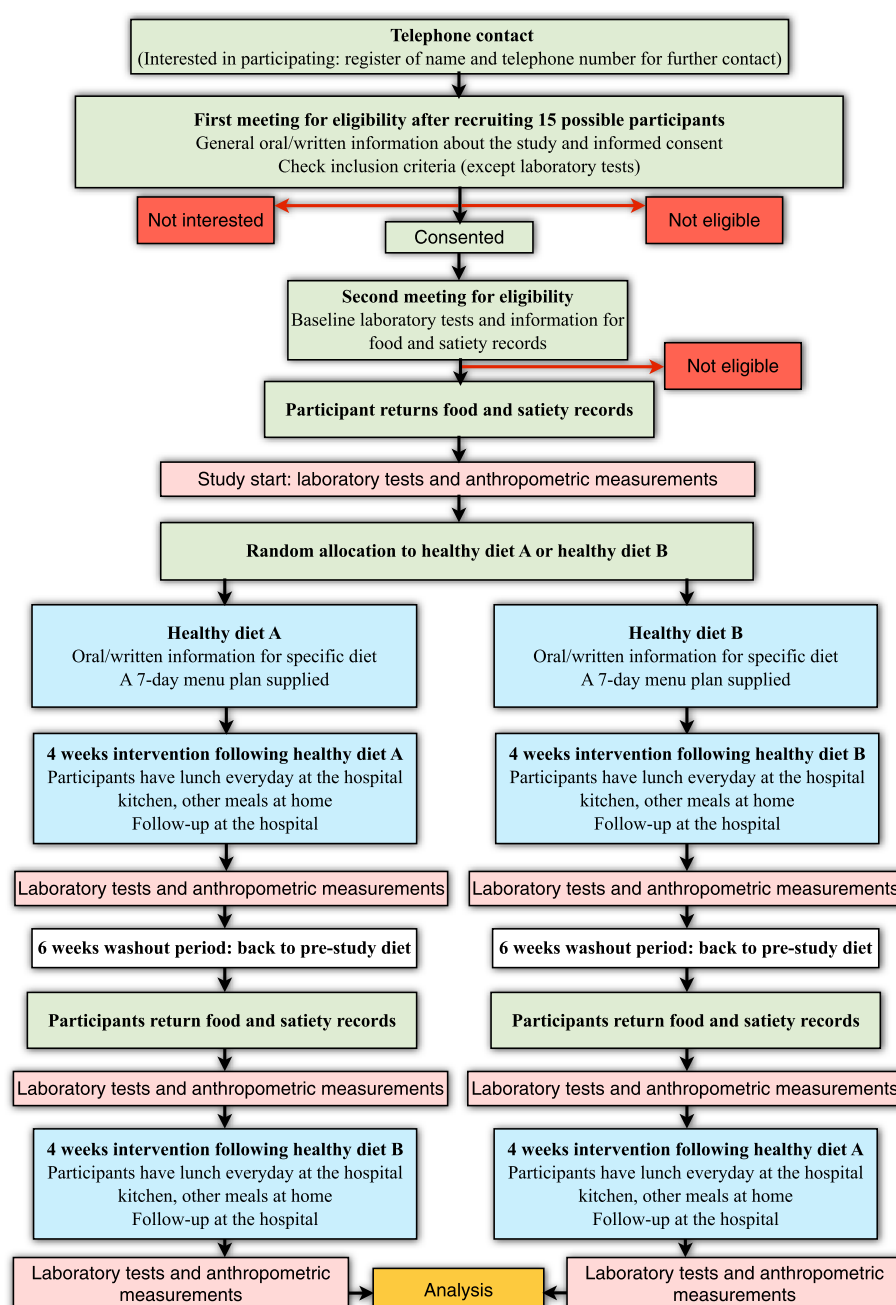 Telephone contact
(Interested in participating: register of name and telephone number for further contact)
First meeting for eligibility after recruiting 15 possible participants
General oral/written information about the study and informed consent
Check inclusion criteria (except laboratory tests)
Not interested
Not eligible
Consented
Second meeting for eligibility
Baseline laboratory tests and information for
food and satiety records
Not eligible
Participant returns food and satiety records
Study start: laboratory tests and anthropometric measurements
Random allocation to healthy diet A or healthy diet B
Healthy diet A
Oral/written information for specific diet
A 7-day menu plan supplied
Healthy diet B
Oral/written information for specific diet
A 7-day menu plan supplied
4 weeks intervention following healthy diet A
Participants have lunch everyday at the hospital
kitchen, other meals at home
Follow-up at the hospital
4 weeks intervention following healthy diet B
Participants have lunch everyday at the hospital
kitchen, other meals at home
Follow-up at the hospital
Laboratory tests and anthropometric measurements
Laboratory tests and anthropometric measurements
6 weeks washout period: back to pre-study diet
6 weeks washout period: back to pre-study diet
Participants return food and satiety records
Participants return food and satiety records
Laboratory tests and anthropometric measurements
Laboratory tests and anthropometric measurements
4 weeks intervention following healthy diet B
Participants have lunch everyday at the hospital
kitchen, other meals at home
Follow-up at the hospital
4 weeks intervention following healthy diet A
Participants have lunch everyday at the hospital
kitchen, other meals at home
Follow-up at the hospital
Laboratory tests and anthropometric
measurements
Analysis
Laboratory tests and anthropometric
measurements